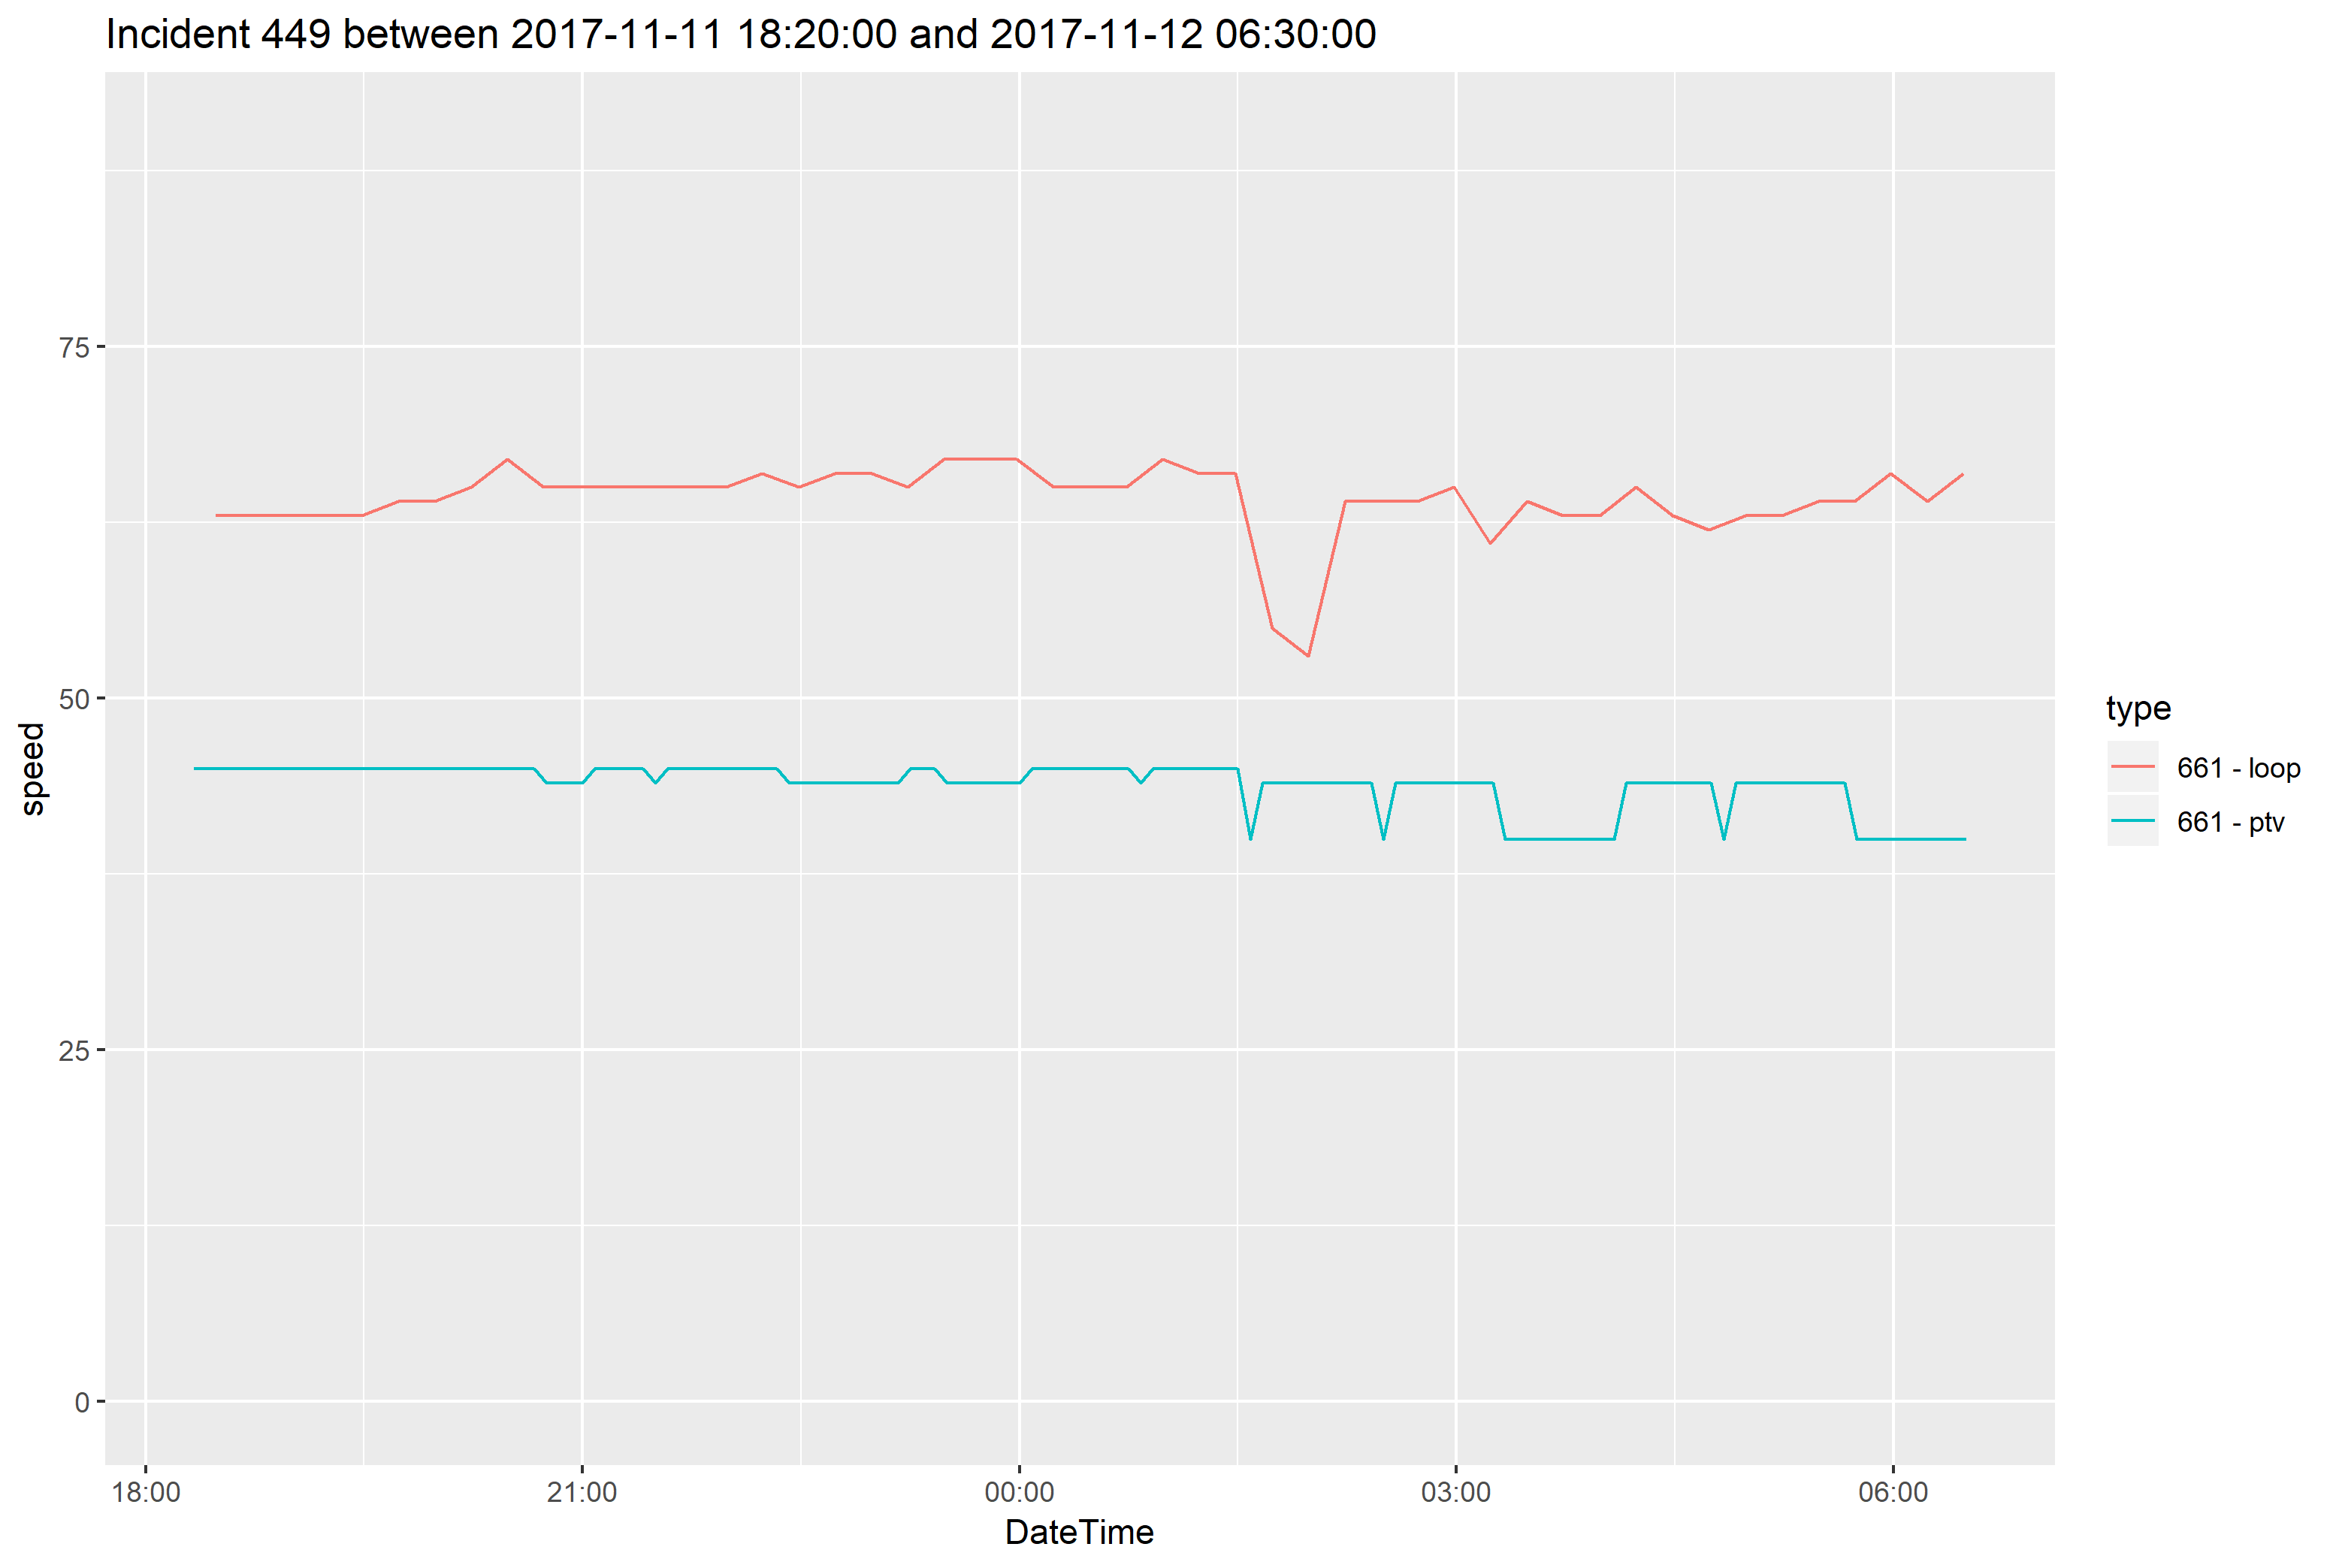 Incident 449 between 2017-11-11 18:20:00 and 2017-11-12 06:30:00
75
50
25
0
speed
18:00
21:00
00:00
03:00
06:00
DateTime
type
661 - loop
661 - ptv